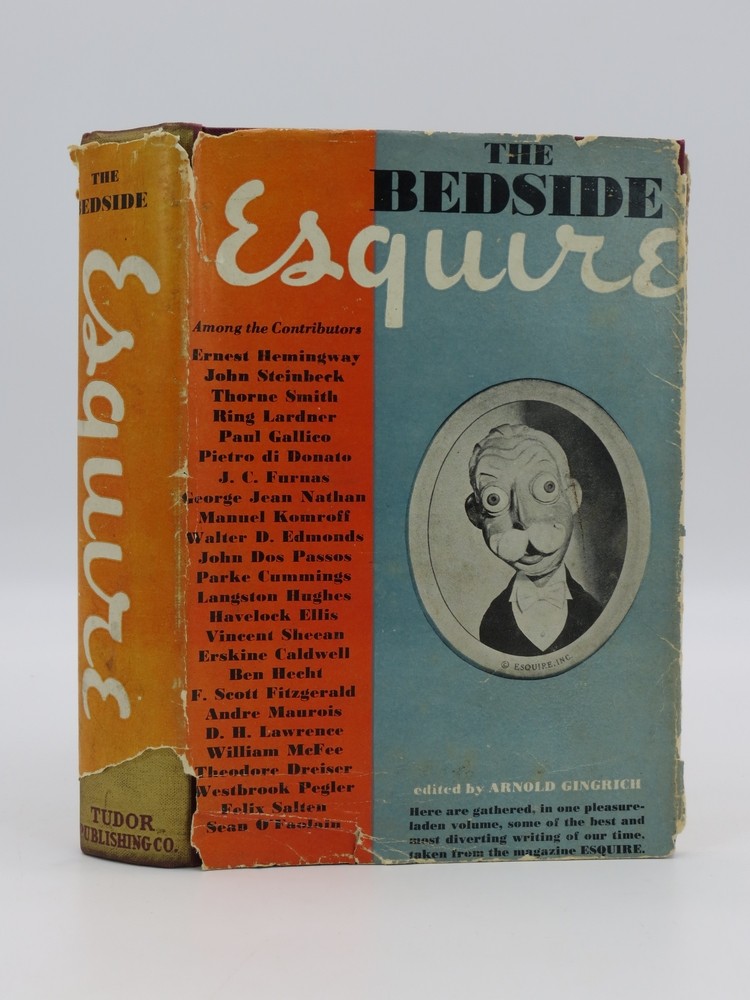 THE
BEDSIDE
Esquire
TUDOR
PUBLISHING CO.
THE
BEDSIDE
Esquire
Among the Contributors
Ernest Hemingway
John Steinbeck
Thorne Smith
Ring Lardner
Paul Gallico
Pietro di Donato
J. C. Furnas
George Jean Nathan
Manuel Komroff
Walter D. Edmonds
John Dos Passos
Parke Cummings
Langston Hughes
Havelock Ellis
Vincent Sheean
Erskine Caldwell
Ben Hecht
F. Scott Fitzgerald
Andre Maurois
D. H. Lawrence
William McFee
Theodore Dreiser
Westbrook Pegler
Felix Salten
Sean O'Faolain
© ESQUIRE, INC.
edited by ARNOLD GINGRICH
Here are gathered, in one pleasure-
laden volume, some of the best and
most diverting writing of our time,
taken from the magazine ESQUIRE.